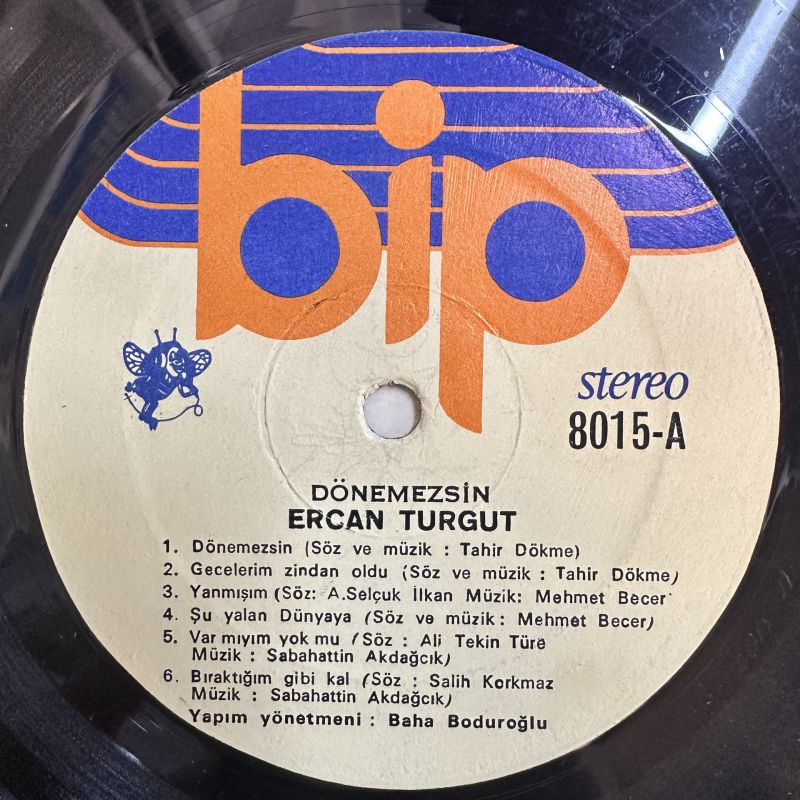 bip
stereo
8015-A
DÖNEMEZSİN
ERCAN TURGUT
1. Dönemezsin (Söz ve müzik : Tahir Dökme)
2. Gecelerim zindan oldu (Söz ve müzik : Tahir Dökme)
3. Yanmışım (Söz: A.Selçuk İlkan Müzik: Mehmet Becer
4. Şu yalan Dünyaya (Söz ve müzik : Mehmet Becer)
5. Var mıyım yok mu (Söz : Ali Tekin Türe
Müzik : Sabahattin Akdağcık)
6. Bıraktığım gibi kal (Söz : Salih Korkmaz
Müzik : Sabahattin Akdağcık)
Yapım yönetmeni : Baha Boduroğlu